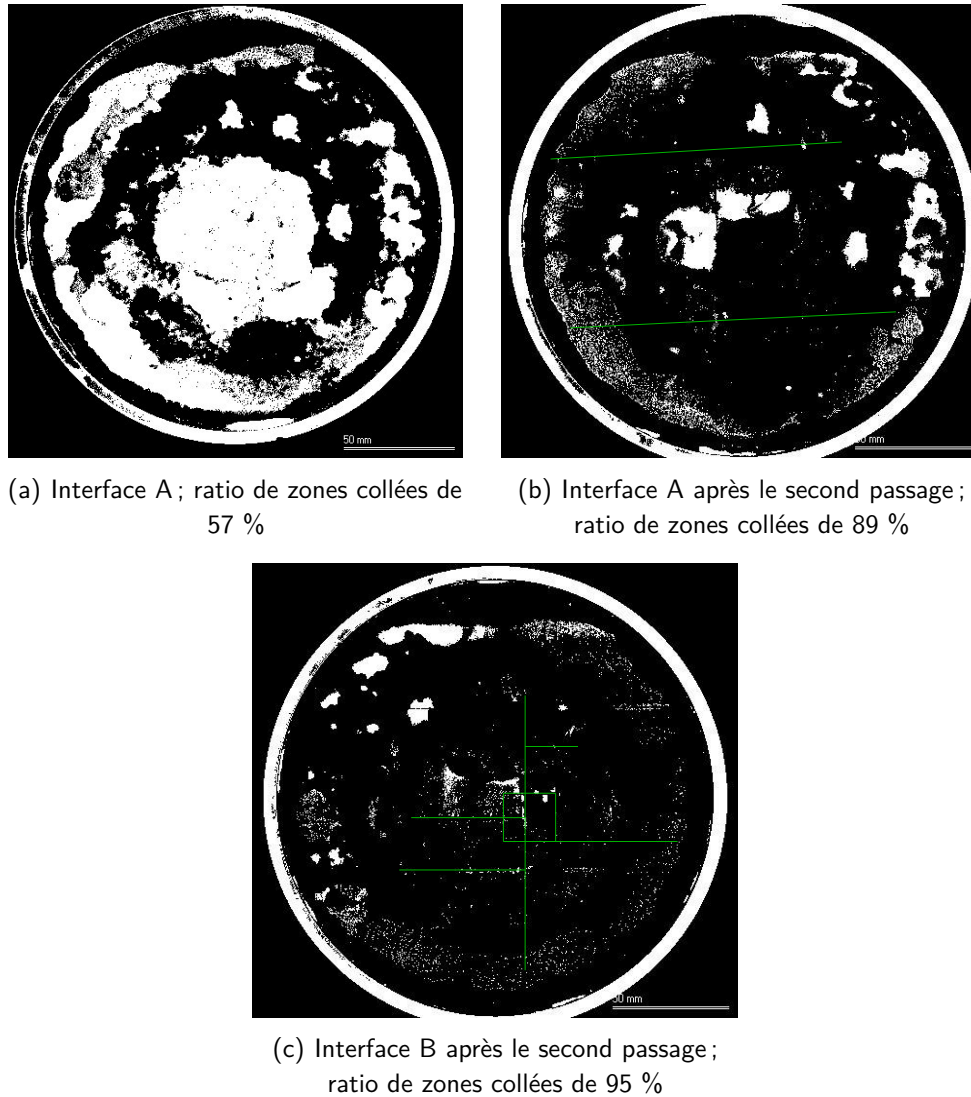 50 mm
50 mm
(a) Interface A ; ratio de zones collées de
57 %
(b) Interface A après le second passage ;
ratio de zones collées de 89 %
50 mm
(c) Interface B après le second passage ;
ratio de zones collées de 95 %